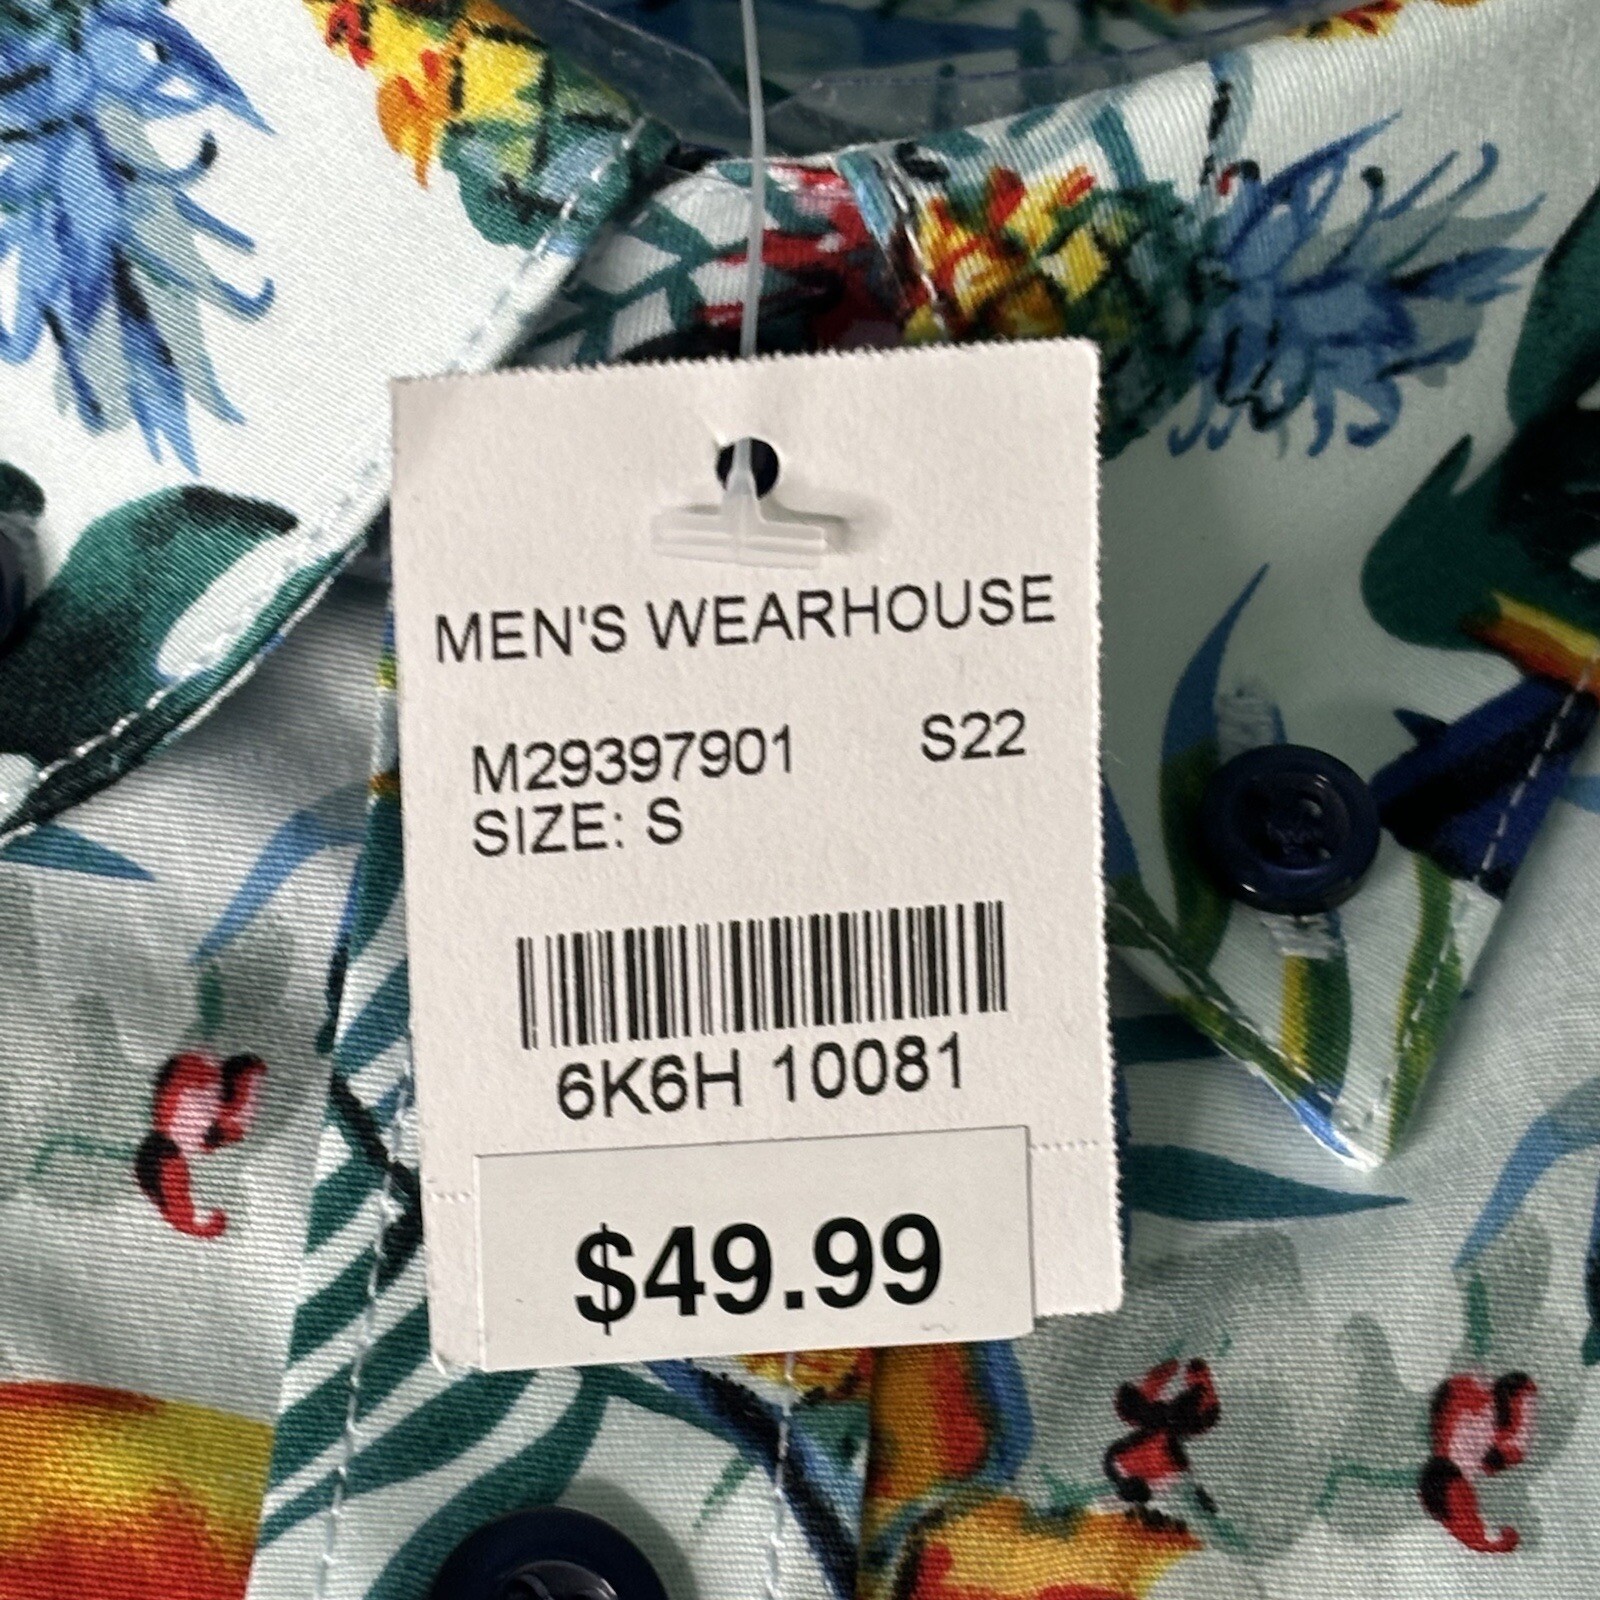 MEN'S WEARHOUSE
M29397901 S22
SIZE: S
6K6H 10081
$49.99